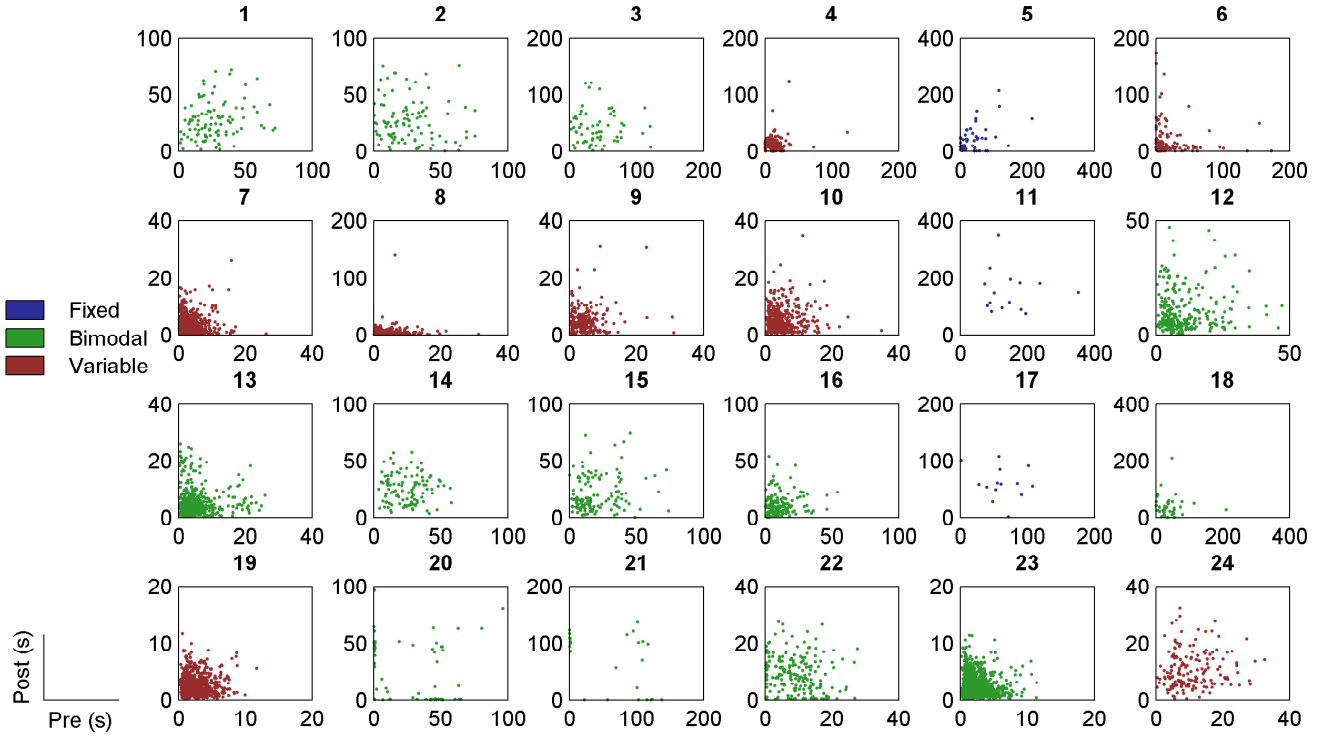 1 2 3 4 5 6
100 100 200 200 400 200
50 50 100 100 200 100
0 0 0 0 0 0
0 50 100 0 50 100 0 100 200 0 100 200 0 200 400 0 100 200
7 8 9 10 11 12
40 200 40 40 400 50
20 100 20 20 200
0 0 0 0 0 0
0 20 40 0 20 40 0 20 40 0 20 40 0 200 400 0 50
Fixed
Bimodal
Variable
13 14 15 16 17 18
40 100 100 100 200 400
20 50 50 50 100 200
0 0 0 0 0 0
0 20 40 0 50 100 0 50 100 0 50 100 0 100 200 0 200 400
19 20 21 22 23 24
20 100 200 40 20 40
10 50 100 20 10 20
0 0 0 0 0 0
0 10 20 0 50 100 0 100 200 0 20 40 0 10 20 0 20 40
Post (s)
Pre (s)